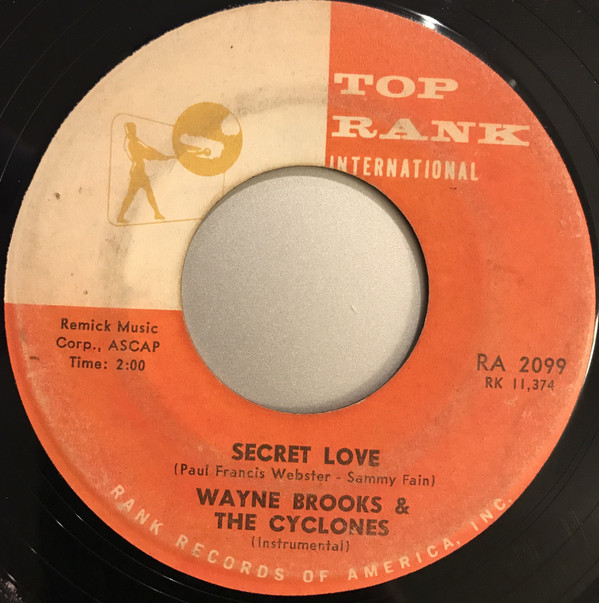 TOP
RANK
INTERNATIONAL
Remick Music
Corp., ASCAP
Time: 2:00
RA 2099
RK 11,374
SECRET LOVE
(Paul Francis Webster - Sammy Fain)
WAYNE BROOKS &
THE CYCLONES
(Instrumental)
RANK RECORDS OF AMERICA, INC.